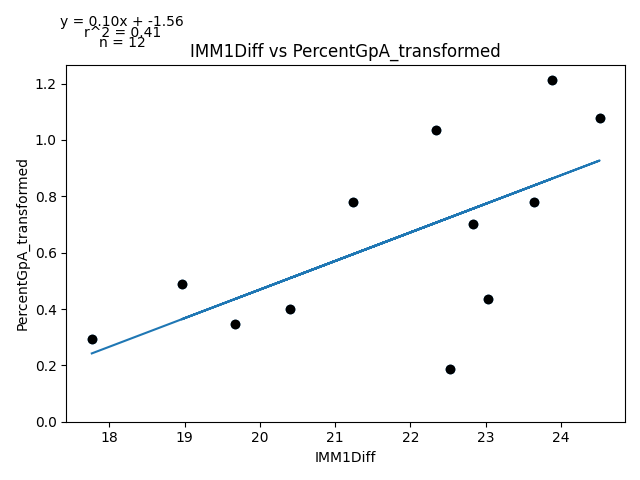 y = 0.10x + -1.56
r^2 = 0.41
n = 12
IMM1Diff vs PercentGpA_transformed
1.2
1.0
0.8
0.6
0.4
0.2
0.0
PercentGpA_transformed
18 19 20 21 22 23 24
IMM1Diff